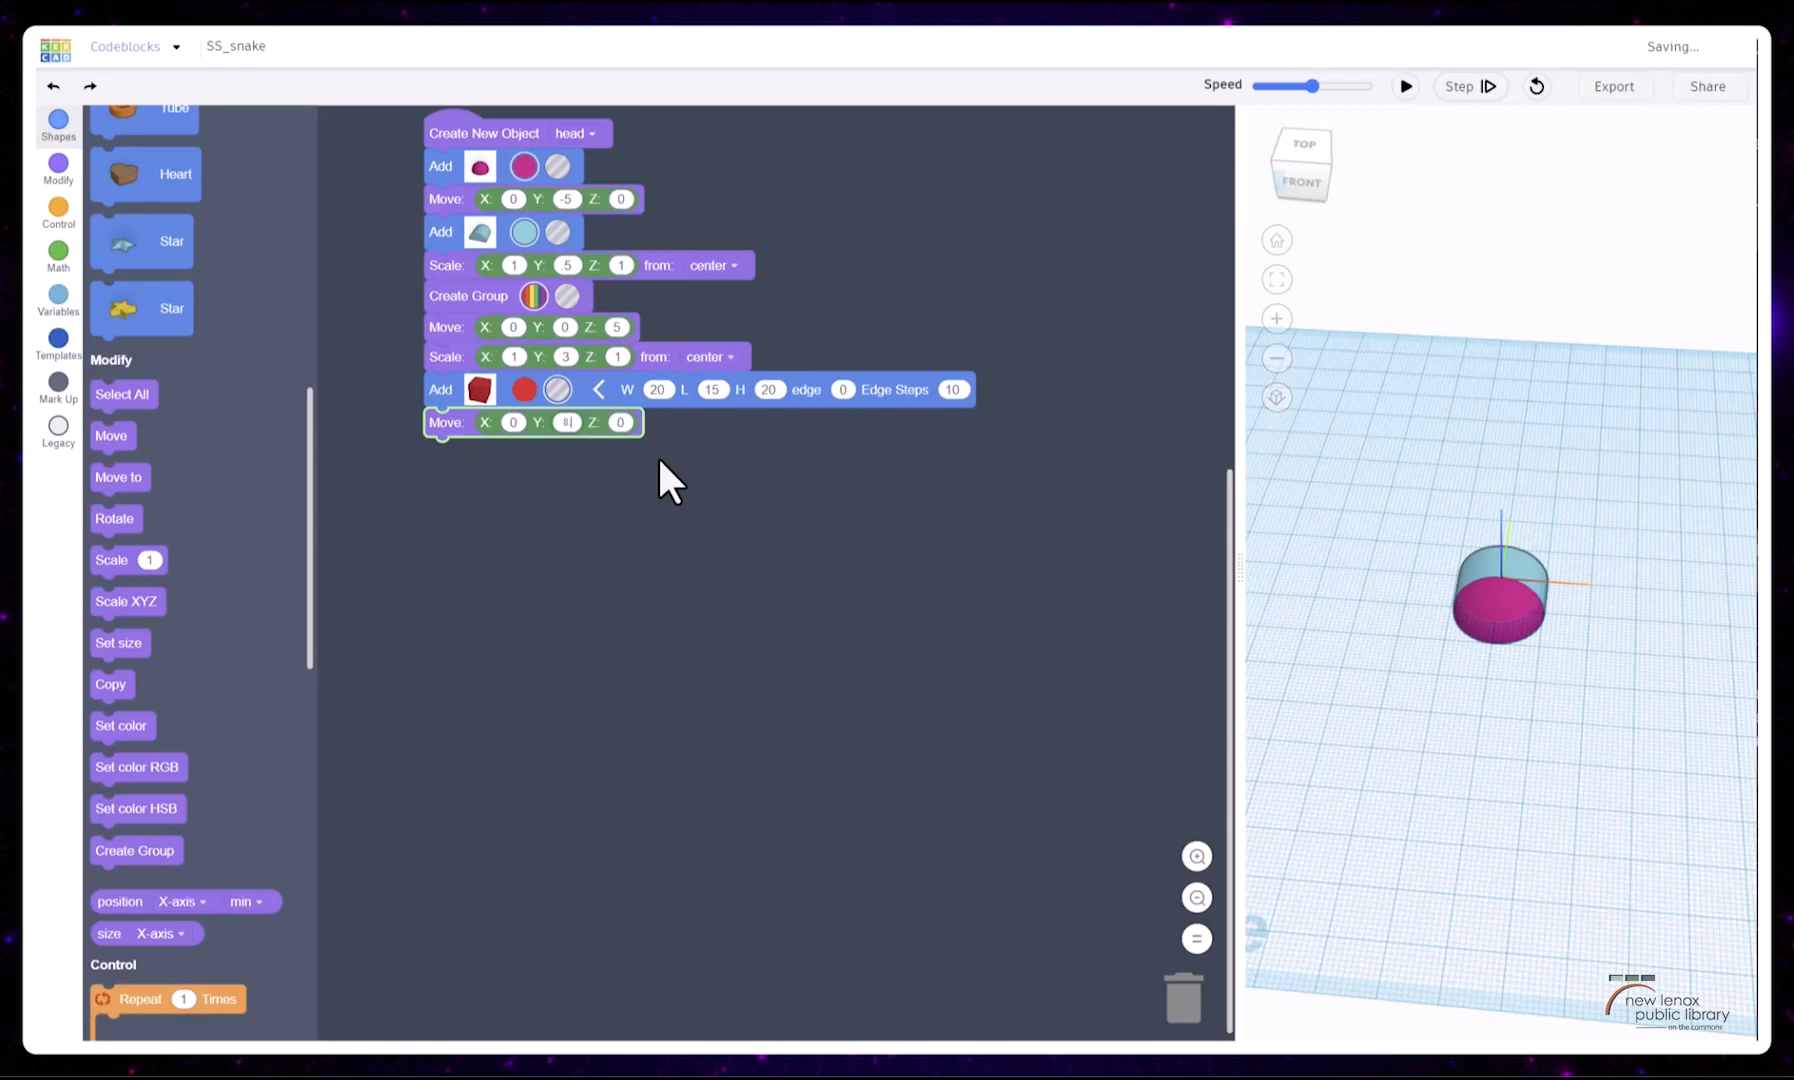 KER
CAD
Codeblocks
SS_snake
Saving...
Speed
Step
Export
Share
Shapes
Modify
Control
Math
Variables
Templates
Mark Up
Legacy
Tube
Heart
Star
Star
Modify
Select All
Move
Move to
Rotate
Scale 1
Scale XYZ
Set size
Copy
Set color
Set color RGB
Set color HSB
Create Group
position X-axis min
size X-axis
Control
Repeat 1 Times
Create New Object head
Add
Move: X: 0 Y: -5 Z: 0
Add
Scale: X: 1 Y: .5 Z: 1 from: center
Create Group
Move: X: 0 Y: 0 Z: 5
Scale: X: 1 Y: 3 Z: 1 from: center
Add W 20 L 15 H 20 edge 0 Edge Steps 10
Move: X: 0 Y: 8 Z: 0
TOP
FRONT
e
new lenox
public library
on the commons